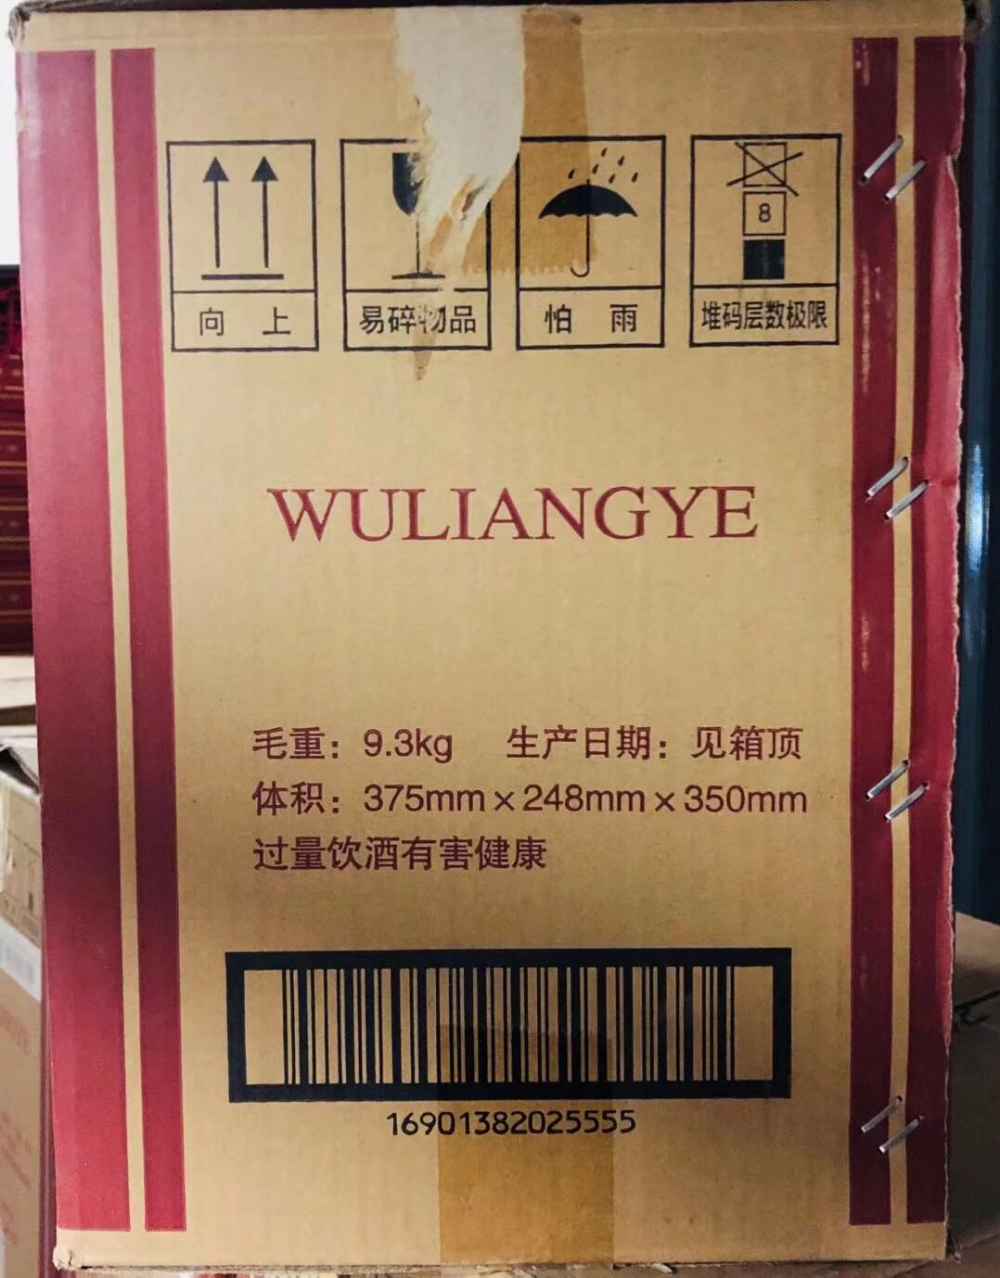 8
向 上 易碎物品 怕 雨 堆码层数极限
WULIANGYE
毛重：9.3kg 生产日期：见箱顶
体积：375mm×248mm×350mm
过量饮酒有害健康
16901382025555